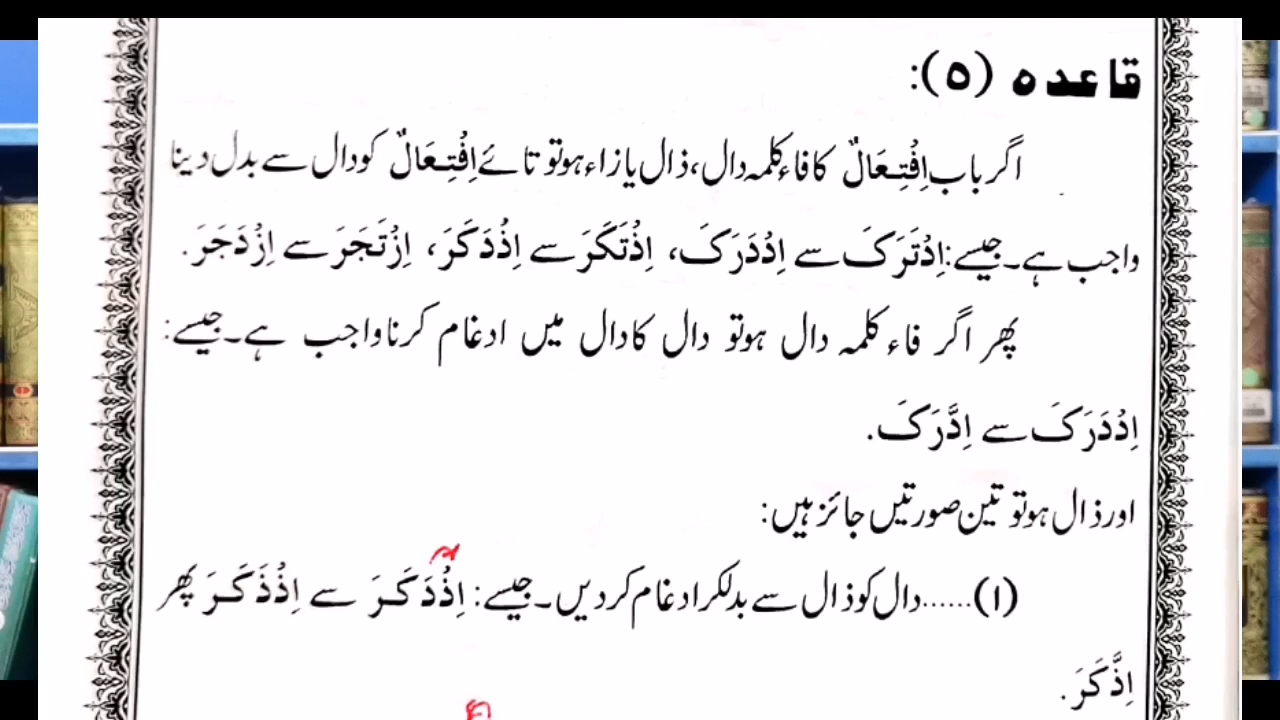 قاعدہ (۵):
اگر باب اِفْتِعَالٌ کا فاء کلمہ دال، ذال یا زاء ہو تو تائے اِفْتِعَالٌ کو دال سے بدل دینا
واجب ہے۔ جیسے: اِدْتَرَكَ سے اِدْدَرَكَ، اِذْتَكَرَ سے اِذْدَكَرَ، اِزْتَجَرَ سے اِزْدَجَرَ.
پھر اگر فاء کلمہ دال ہو تو دال کا دال میں ادغام کرنا واجب ہے۔ جیسے:
اِدْدَرَكَ سے اِدَّرَكَ.
اور ذال ہو تو تین صورتیں جائز ہیں:
(۱)......دال کو ذال سے بدلکر ادغام کر دیں۔ جیسے: اِذْدَكَرَ سے اِذْذَكَرَ پھر
اِذَّكَرَ.